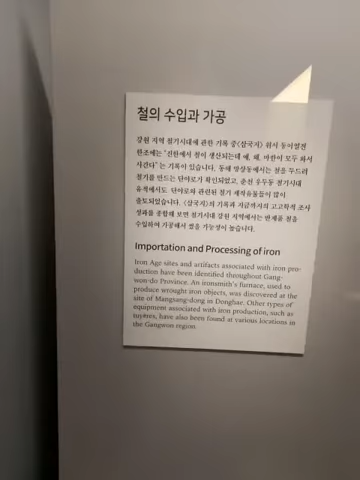 철의 수입과 가공
강원 지역 철기시대에 관한 기록 중《삼국지》위서 동이열전
한조에는 "진한에서 철이 생산되는데 예, 왜, 마한이 모두 와서
사간다"는 기록이 있습니다. 동해 망상동에서는 철을 두드려
철기를 만드는 단야로가 확인되었고, 춘천 우두동 철기시대
유적에서도 단야로와 관련된 철기 제작유물들이 많이
출토되었습니다. 《삼국지》의 기록과 지금까지의 고고학적 조사
성과를 종합해 보면 철기시대 강원 지역에서는 반제품 철을
수입하여 가공해서 썼을 가능성이 높습니다.
Importation and Processing of iron
Iron Age sites and artifacts associated with iron pro-
duction have been identified throughout Gang-
won-do Province. An ironsmith's furnace, used to
produce wrought iron objects, was discovered at the
site of Mangsang-dong in Donghae. Other types of
equipment associated with iron production, such as
tuyères, have also been found at various locations in
the Gangwon region.